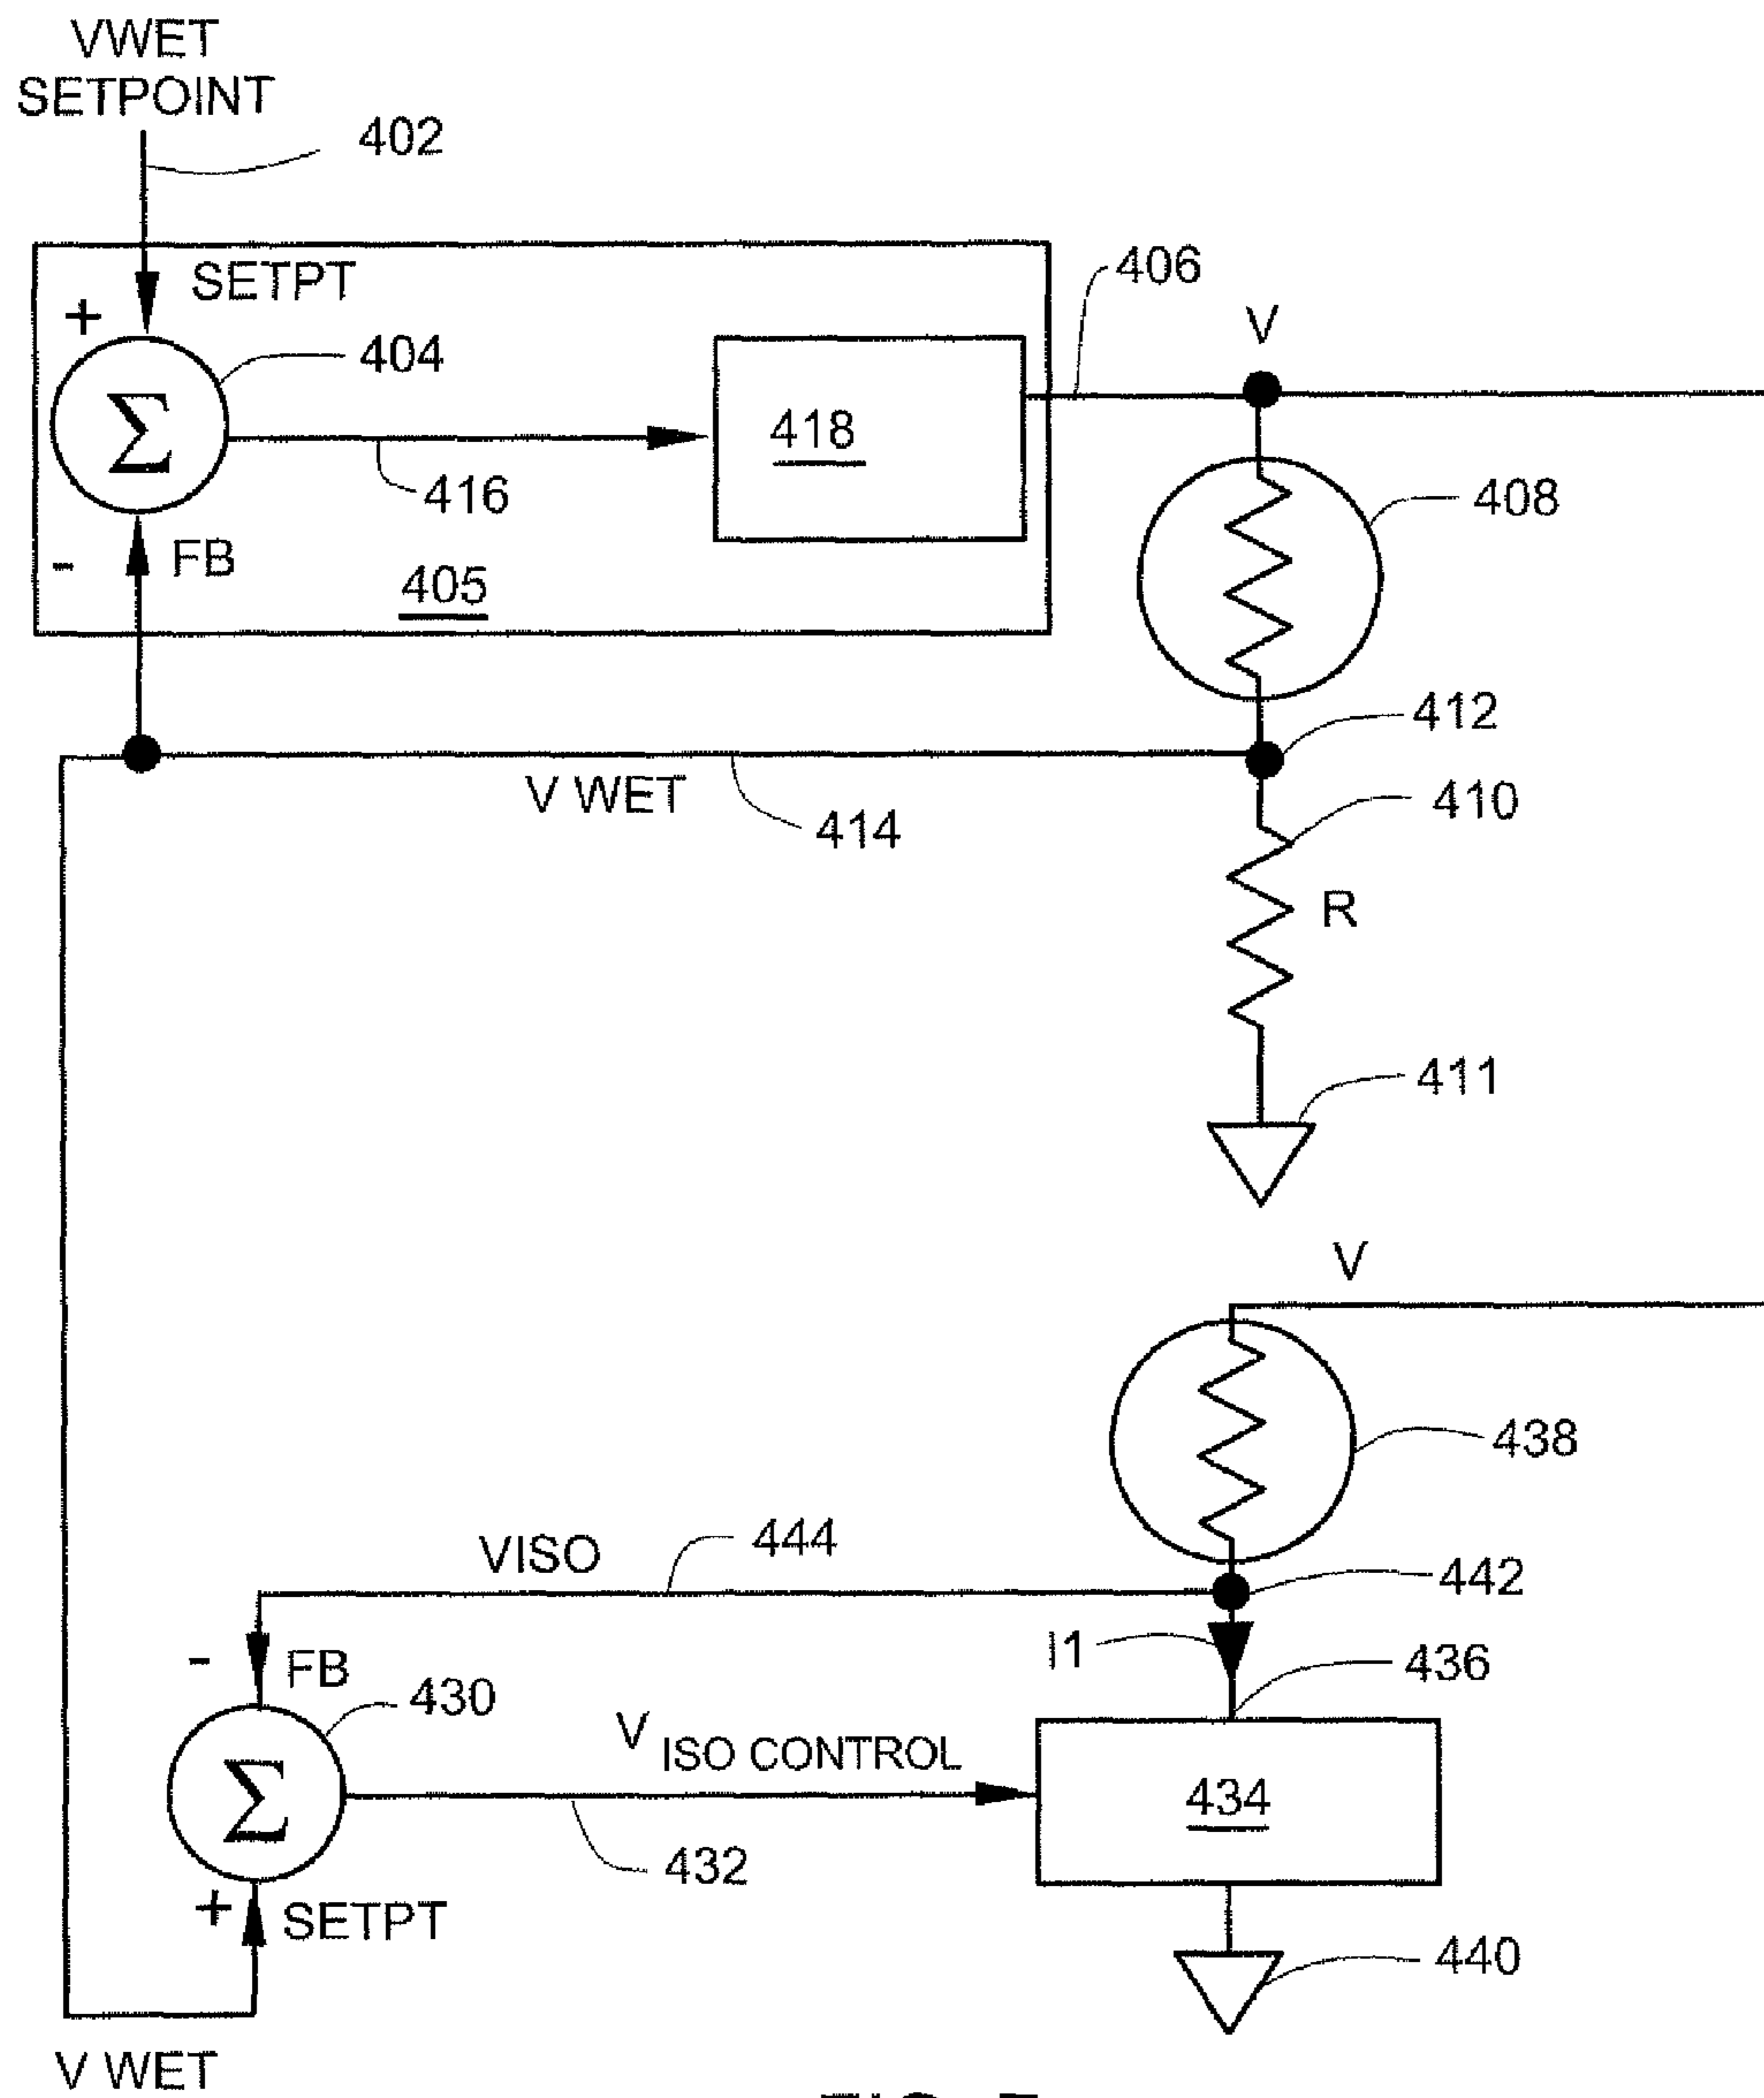 VWET
SETPOINT
402
SETPT
+
406
V
404
Σ
418
416
408
- FB
405
412
V WET
414
410
R
411
V
438
VISO
444
442
I1
- FB
436
430
V ISO CONTROL
Σ
434
432
+ SETPT
440
V WET